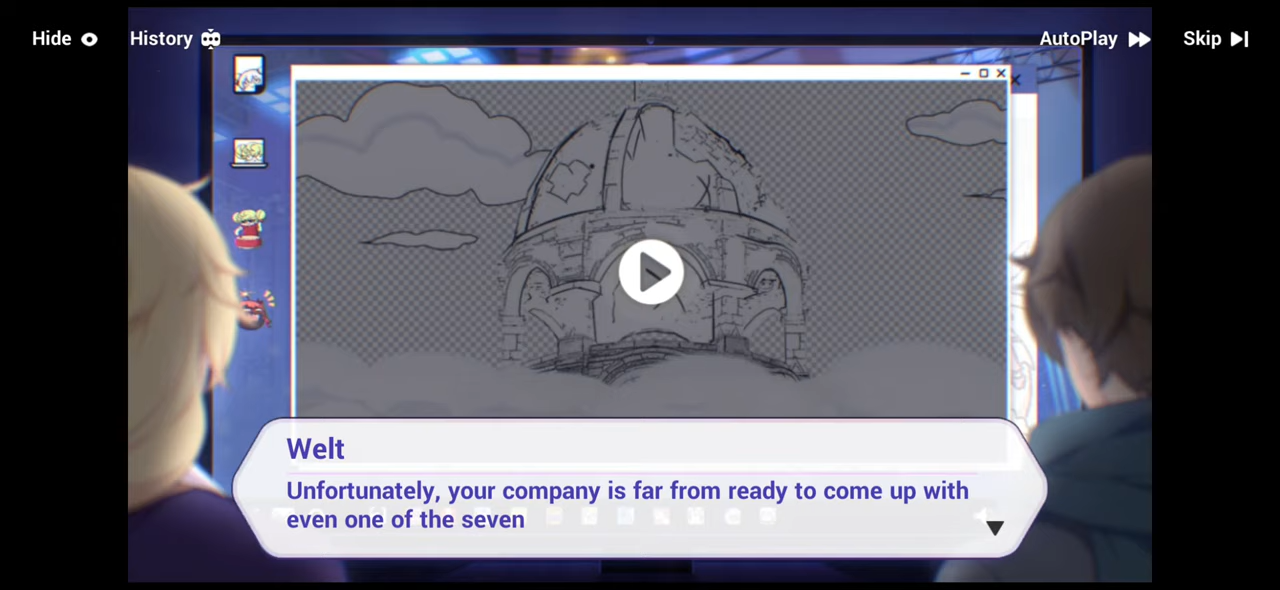 Hide
History
AutoPlay
Skip
Welt
Unfortunately, your company is far from ready to come up with
even one of the seven